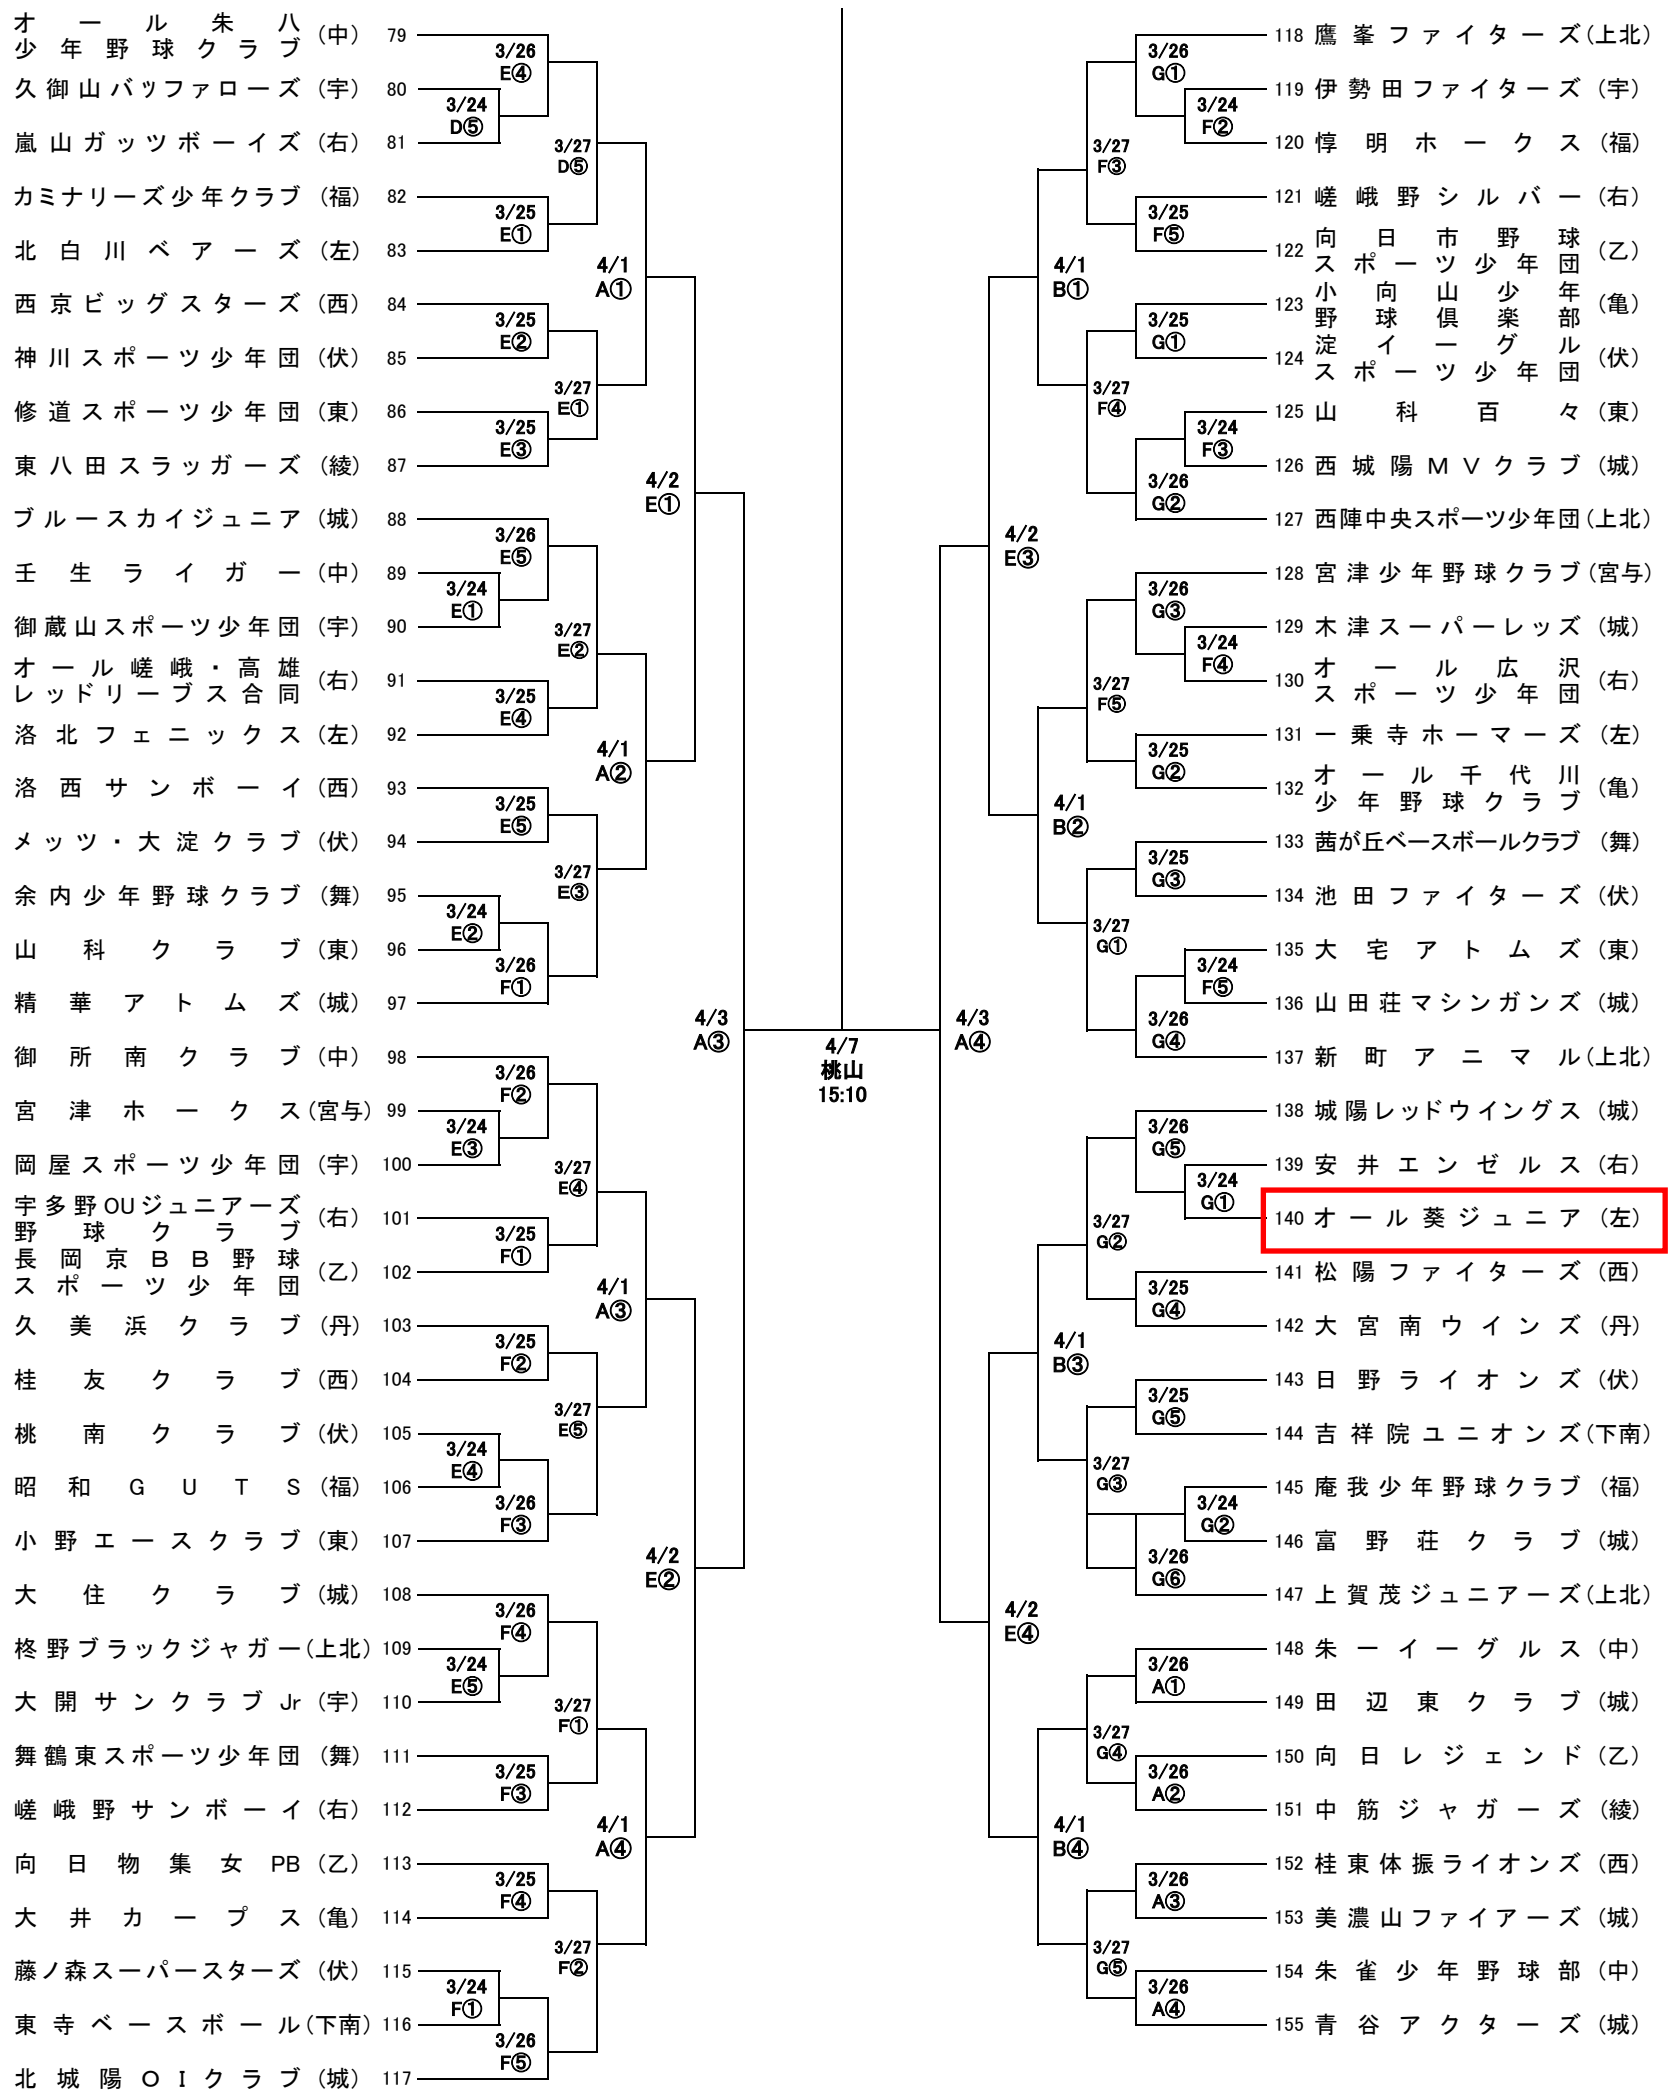 オール朱八
少年野球クラブ (中) 79
久御山バッファローズ (宇) 80
嵐山ガッツボーイズ (右) 81
カミナリーズ少年クラブ (福) 82
北白川ベアーズ (左) 83
西京ビッグスターズ (西) 84
神川スポーツ少年団 (伏) 85
修道スポーツ少年団 (東) 86
東八田スラッガーズ (綾) 87
ブルースカイジュニア (城) 88
壬生ライガー (中) 89
御蔵山スポーツ少年団 (宇) 90
オール嵯峨・高雄
レッドリーブス合同 (右) 91
洛北フェニックス (左) 92
洛西サンボーイ (西) 93
メッツ・大淀クラブ (伏) 94
余内少年野球クラブ (舞) 95
山科クラブ (東) 96
精華アトムズ (城) 97
御所南クラブ (中) 98
宮津ホークス (宮与) 99
岡屋スポーツ少年団 (宇) 100
宇多野OUジュニアーズ
野球クラブ (右) 101
長岡京BB野球
スポーツ少年団 (乙) 102
久美浜クラブ (丹) 103
桂友クラブ (西) 104
桃南クラブ (伏) 105
昭和GUTS (福) 106
小野エースクラブ (東) 107
大住クラブ (城) 108
柊野ブラックジャガー (上北) 109
大開サンクラブJr (宇) 110
舞鶴東スポーツ少年団 (舞) 111
嵯峨野サンボーイ (右) 112
向日物集女PB (乙) 113
大井カープス (亀) 114
藤ノ森スーパースターズ (伏) 115
東寺ベースボール (下南) 116
北城陽OIクラブ (城) 117
3/24
D⑤
3/24
E①
3/24
E②
3/24
E③
3/24
E④
3/24
E⑤
3/24
F①
3/26
E④
3/25
E①
3/25
E②
3/25
E③
3/26
E⑤
3/25
E④
3/25
E⑤
3/26
F①
3/26
F②
3/25
F①
3/25
F②
3/26
F③
3/26
F④
3/25
F③
3/25
F④
3/26
F⑤
3/27
D⑤
3/27
E①
3/27
E②
3/27
E③
3/27
E④
3/27
E⑤
3/27
F①
3/27
F②
4/1
A①
4/1
A②
4/1
A③
4/1
A④
4/2
E①
4/2
E②
4/3
A③
4/7
桃山
15:10
4/3
A④
4/2
E③
4/2
E④
4/1
B①
4/1
B②
4/1
B③
4/1
B④
3/27
F③
3/27
F④
3/27
F⑤
3/27
G①
3/27
G②
3/27
G③
3/27
G④
3/27
G⑤
3/26
G①
3/25
F⑤
3/25
G①
3/26
G②
3/26
G③
3/25
G②
3/25
G③
3/26
G④
3/26
G⑤
3/25
G④
3/25
G⑤
3/26
G⑥
3/26
A①
3/26
A②
3/26
A③
3/26
A④
3/24
F②
3/24
F③
3/24
F④
3/24
F⑤
3/24
G①
3/24
G②
118 鷹峯ファイターズ (上北)
119 伊勢田ファイターズ (宇)
120 惇明ホークス (福)
121 嵯峨野シルバー (右)
122 向日市野球
スポーツ少年団 (乙)
123 小向山少年
野球倶楽部 (亀)
124 淀イーグル
スポーツ少年団 (伏)
125 山科百々 (東)
126 西城陽MVクラブ (城)
127 西陣中央スポーツ少年団 (上北)
128 宮津少年野球クラブ (宮与)
129 木津スーパーレッズ (城)
130 オール広沢
スポーツ少年団 (右)
131 一乗寺ホーマーズ (左)
132 オール千代川
少年野球クラブ (亀)
133 茜が丘ベースボールクラブ (舞)
134 池田ファイターズ (伏)
135 大宅アトムズ (東)
136 山田荘マシンガンズ (城)
137 新町アニマル (上北)
138 城陽レッドウイングス (城)
139 安井エンゼルス (右)
140 オール葵ジュニア (左)
141 松陽ファイターズ (西)
142 大宮南ウインズ (丹)
143 日野ライオンズ (伏)
144 吉祥院ユニオンズ (下南)
145 庵我少年野球クラブ (福)
146 富野荘クラブ (城)
147 上賀茂ジュニアーズ (上北)
148 朱一イーグルス (中)
149 田辺東クラブ (城)
150 向日レジェンド (乙)
151 中筋ジャガーズ (綾)
152 桂東体振ライオンズ (西)
153 美濃山ファイアーズ (城)
154 朱雀少年野球部 (中)
155 青谷アクターズ (城)